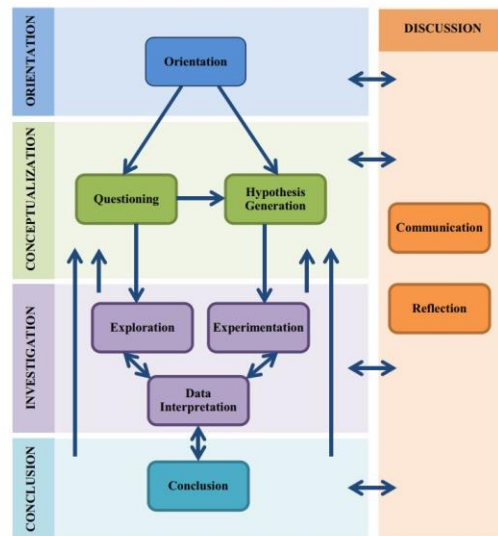 ORIENTATION
Orientation
CONCEPTUALIZATION
Questioning
Hypothesis
Generation
INVESTIGATION
Exploration
Experimentation
Data
Interpretation
CONCLUSION
Conclusion
DISCUSSION
Communication
Reflection